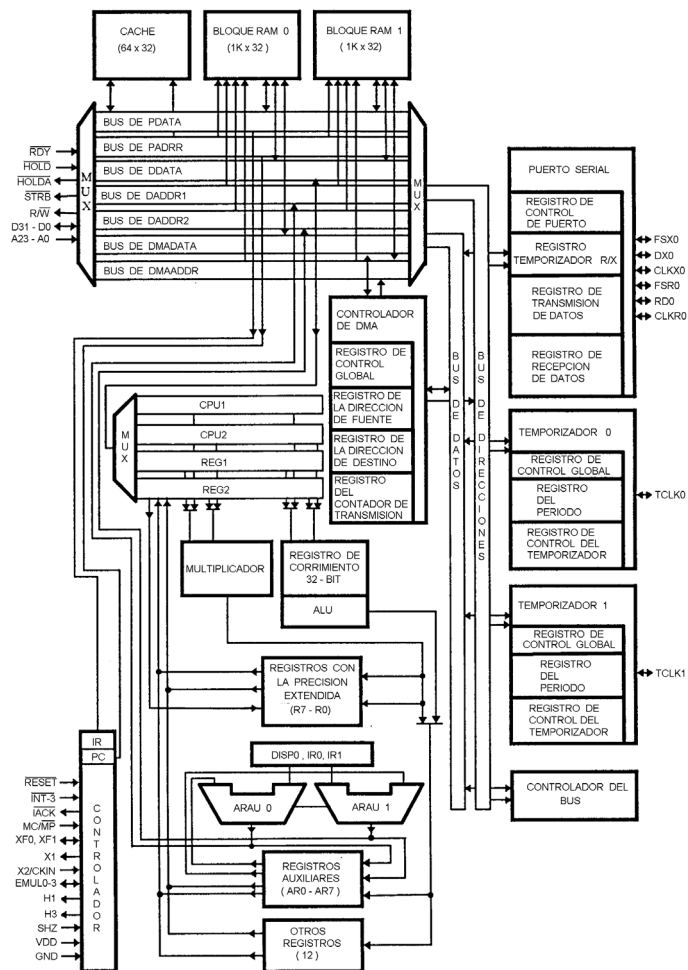 CACHE
(64 x 32)
BLOQUE RAM 0
(1K x 32 )
BLOQUE RAM 1
( 1K x 32)
MUX
BUS DE PDATA
BUS DE PADRR
BUS DE DDATA
BUS DE DADDR1
BUS DE DADDR2
BUS DE DMADATA
BUS DE DMAADDR
MUX
RDY
HOLD
HOLDA
STRB
R/W
D31 - D0
A23 - A0
CONTROLADOR
DE DMA
REGISTRO DE
CONTROL
GLOBAL
REGISTRO DE
LA DIRECCION
DE FUENTE
REGISTRO DE
LA DIRECCION
DE DESTINO
REGISTRO
DEL
CONTADOR DE
TRANSMISION
BUS DE DATOS
BUS DE DIRECCIONES
PUERTO SERIAL
REGISTRO DE
CONTROL
DE PUERTO
REGISTRO
TEMPORIZADOR R/X
REGISTRO DE
TRANSMISION
DE DATOS
REGISTRO DE
RECEPCION
DE DATOS
FSX0
DX0
CLKX0
FSR0
RD0
CLKR0
TEMPORIZADOR 0
REGISTRO DE
CONTROL GLOBAL
REGISTRO
DEL
PERIODO
REGISTRO DE
CONTROL DEL
TEMPORIZADOR
TCLK0
TEMPORIZADOR 1
REGISTRO DE
CONTROL GLOBAL
REGISTRO
DEL
PERIODO
REGISTRO DE
CONTROL DEL
TEMPORIZADOR
TCLK1
CONTROLADOR DEL
BUS
MUX
CPU1
CPU2
REG1
REG2
MULTIPLICADOR
REGISTRO DE
CORRIMIENTO
32 - BIT
ALU
REGISTROS CON
LA PRECISION
EXTENDIDA
(R7 - R0)
DISP0 , IR0, IR1
ARAU 0
ARAU 1
REGISTROS
AUXILIARES
(AR0 - AR7)
OTROS
REGISTROS
( 12 )
IR
PC
CONTROLADOR
RESET
INT-3
IACK
MC/MP
XF0, XF1
X1
X2/CKIN
EMUL0-3
H1
H3
SHZ
VDD
GND